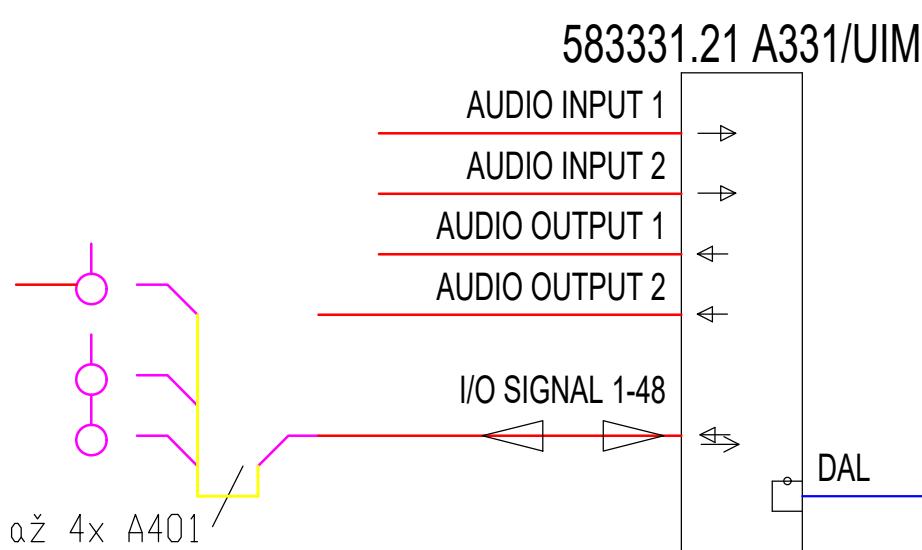 583331.21 A331/UIM
AUDIO INPUT 1
AUDIO INPUT 2
AUDIO OUTPUT 1
AUDIO OUTPUT 2
I/O SIGNAL 1-48
DAL
až 4x A401